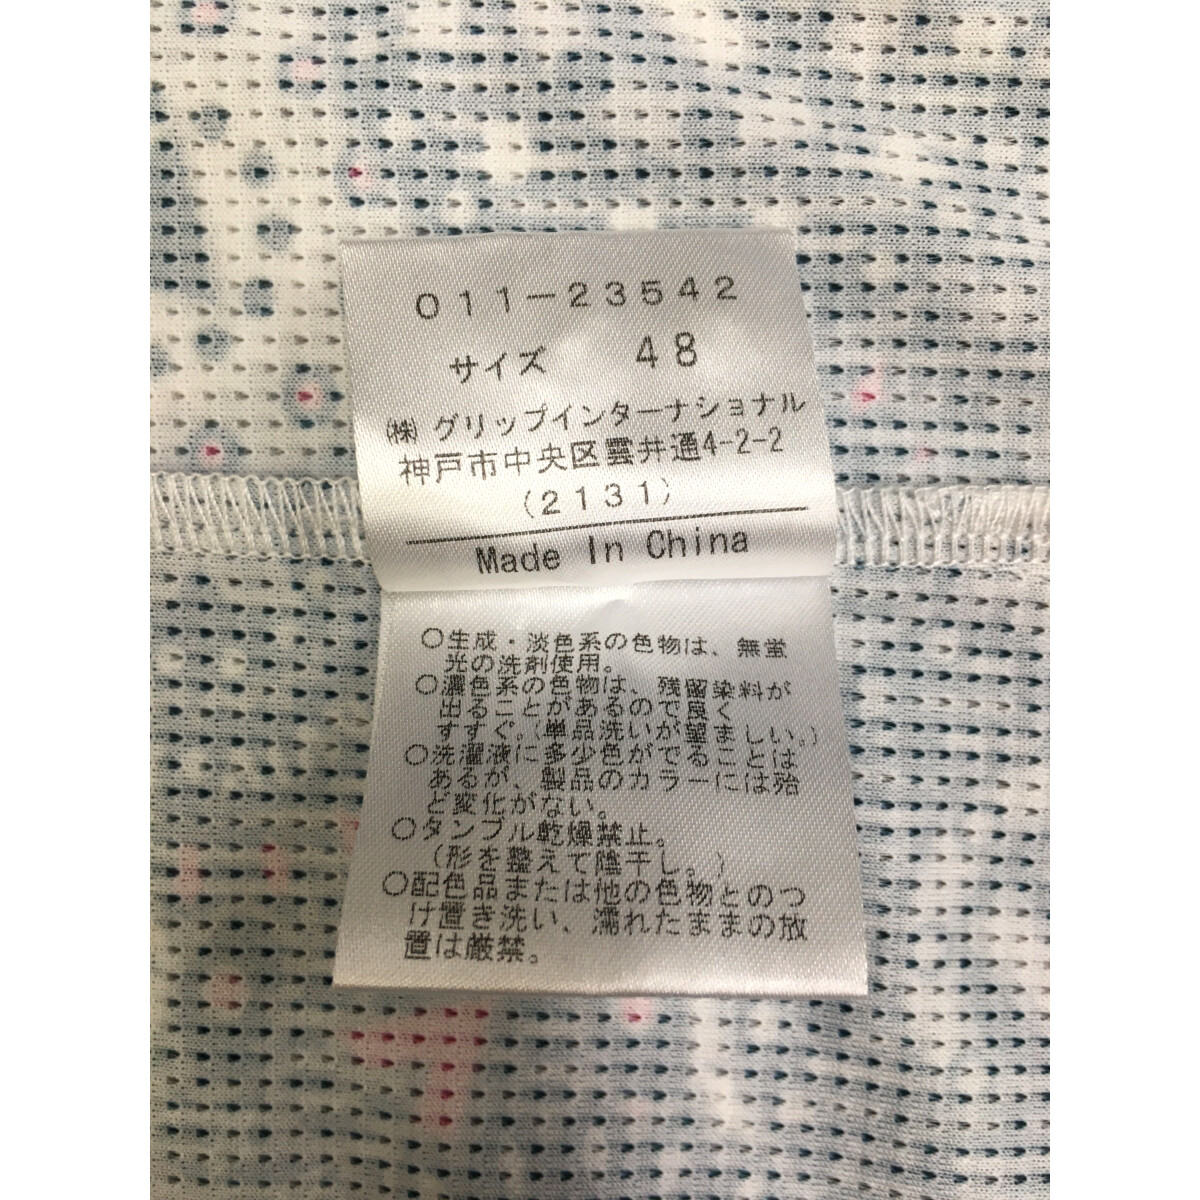 011-23542
サイズ 48
㈱ グリップインターナショナル
神戸市中央区雲井通4-2-2
(2131)
Made In China
○生成・淡色系の色物は、無蛍
光の洗剤使用。
○濃色系の色物は、残留染料が
出ることがあるので良く
すすぐ。(単品洗いが望ましい。)
○洗濯液に多少色がでることは
あるが、製品のカラーには殆
ど変化がない。
○タンブル乾燥禁止。
(形を整えて陰干し。)
○配色品または他の色物とのつ
け置き洗い、濡れたままの放
置は厳禁。